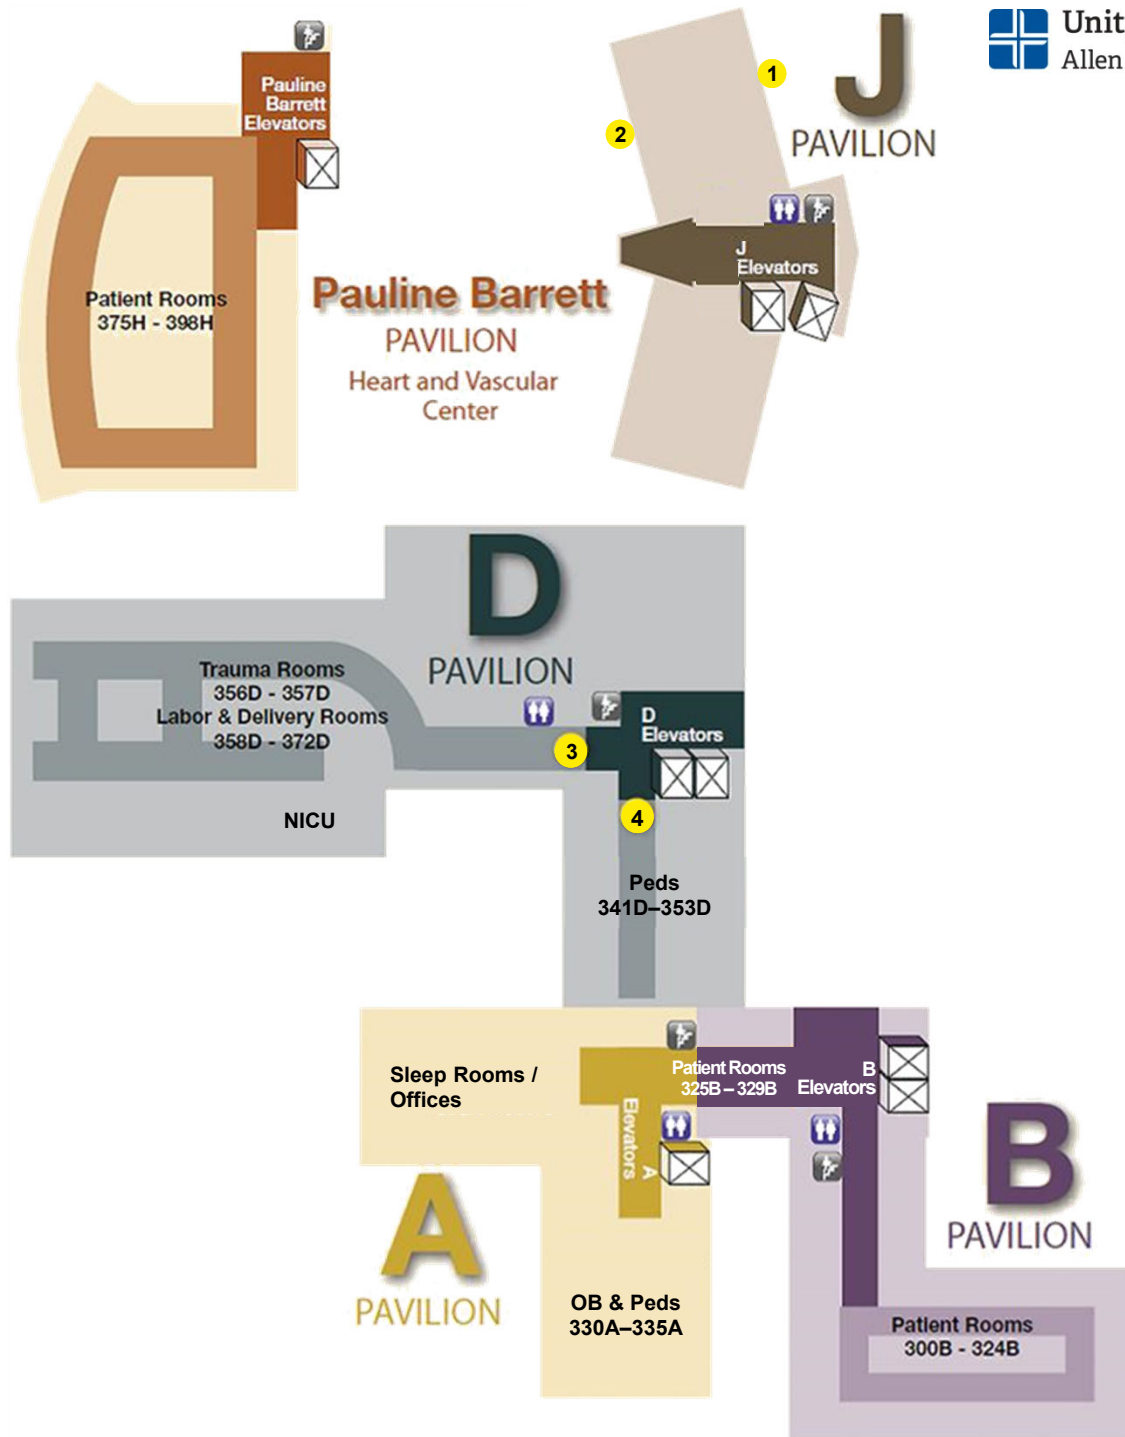 Unit
Allen
Pauline
Barrett
Elevators
Patient Rooms
375H - 398H
Pauline Barrett
PAVILION
Heart and Vascular
Center
1
2
J
PAVILION
J
Elevators
D
PAVILION
Trauma Rooms
356D - 357D
Labor & Delivery Rooms
358D - 372D
NICU
3
D
Elevators
4
Peds
341D–353D
Sleep Rooms /
Offices
A
Elevators
Patient Rooms
325B – 329B
B
Elevators
A
PAVILION
OB & Peds
330A–335A
B
PAVILION
Patient Rooms
300B - 324B